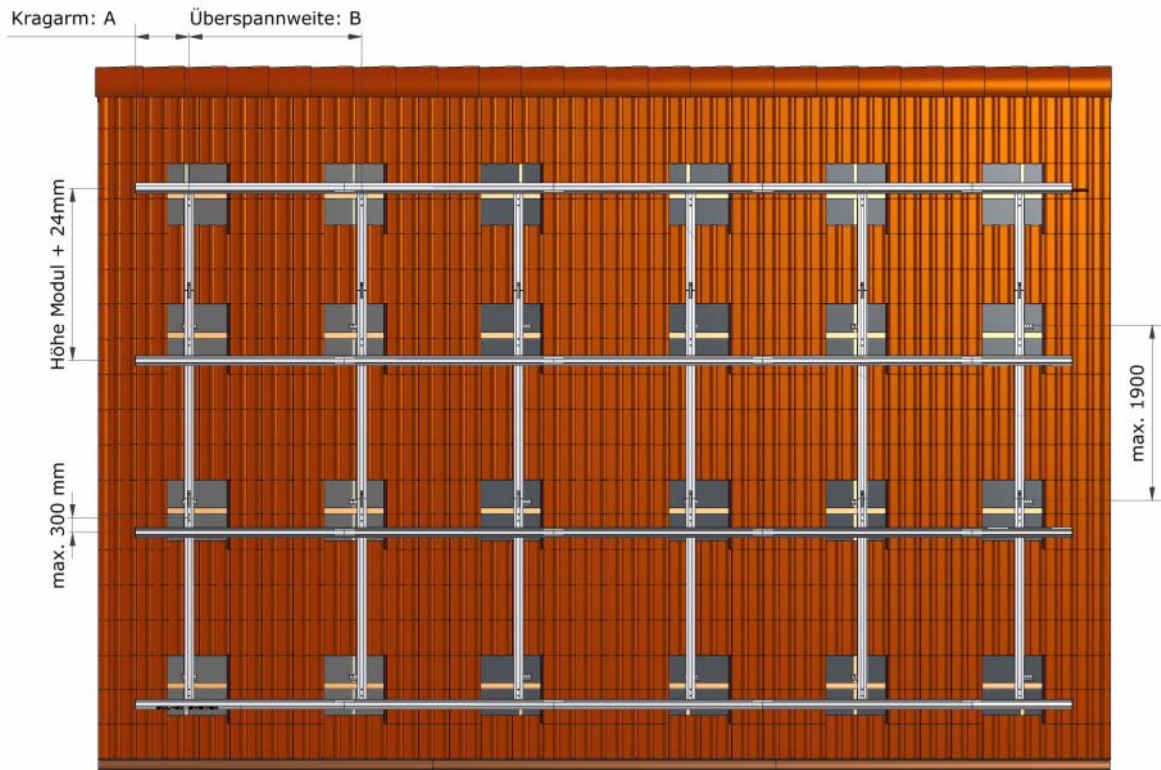 Kragarm: A
Überspannweite: B
Höhe Modul + 24mm
max. 1900
max. 300 mm